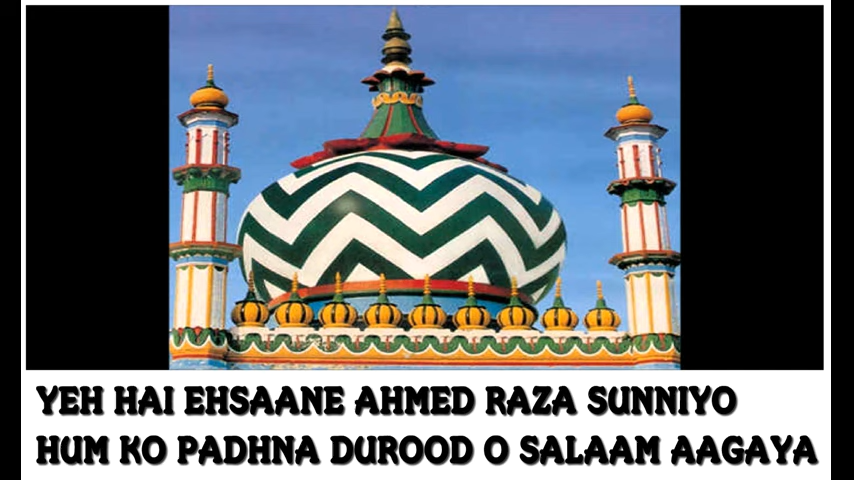 YEH HAI EHSAANE AHMED RAZA SUNNIYO
HUM KO PADHNA DUROOD O SALAAM AAGAYA